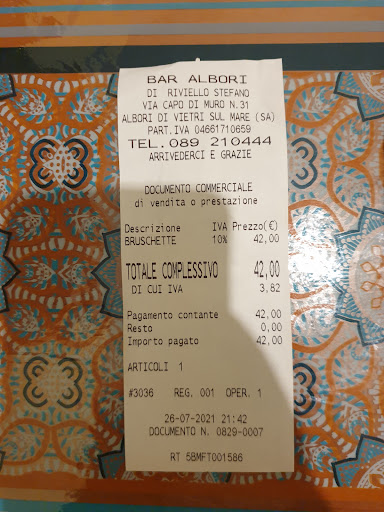 BAR ALBORI
DI RIVIELLO STEFANO
VIA CAPO DI MURO N.31
ALBORI DI VIETRI SUL MARE (SA)
PART.IVA 04661710659
TEL.089 210444
ARRIVEDERCI E GRAZIE
DOCUMENTO COMMERCIALE
di vendita o prestazione
Descrizione IVA Prezzo(€)
BRUSCHETTE 10% 42,00
TOTALE COMPLESSIVO 42,00
DI CUI IVA 3,82
Pagamento contante 42,00
Resto 0,00
Importo pagato 42,00
ARTICOLI 1
#3036 REG. 001 OPER. 1
26-07-2021 21:42
DOCUMENTO N. 0829-0007
RT 5BMFT001586